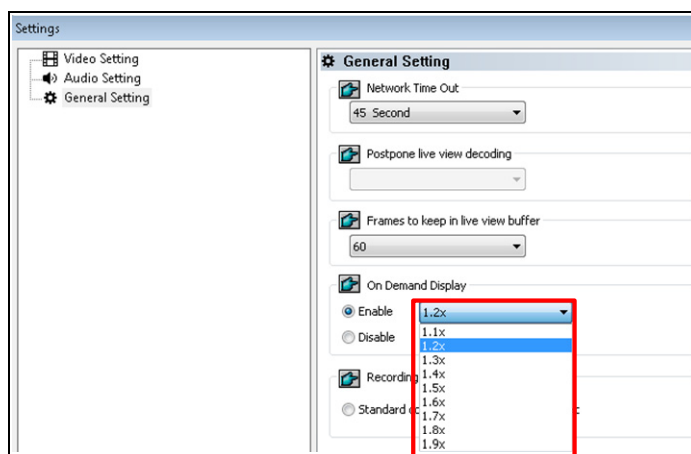 Settings
Video Setting
Audio Setting
General Setting
General Setting
Network Time Out
45 Second
Postpone live view decoding
Frames to keep in live view buffer
60
On Demand Display
Enable 1.2x
Disable 1.1x
1.2x
1.3x
Recording 1.4x
1.5x
1.6x
Standard 1.7x
1.8x
1.9x